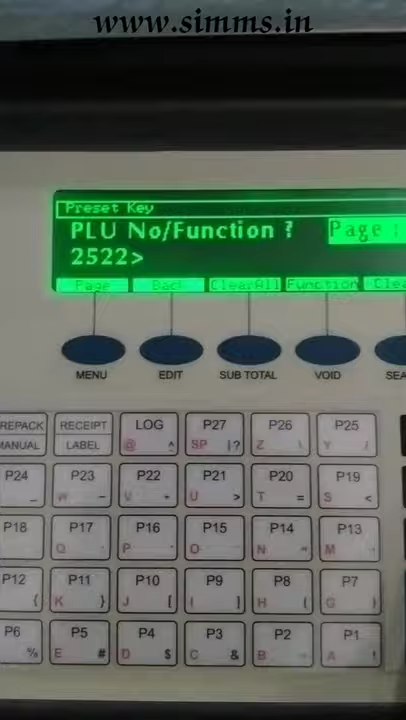 www.simms.in
Preset Key
PLU No/Function ? Page :
2522>
Page Back ClearAll Function Clea
MENU EDIT SUB TOTAL VOID SEA
REPACK RECEIPT LOG P27 P26 P25
MANUAL LABEL @ ^ SP |? Z \ Y /
P24 P23 P22 P21 P20 P19
_ W – V + U > T = S <
P18 P17 P16 P15 P14 P13
Q P O N M
P12 P11 P10 P9 P8 P7
{ K } J [ I ] H ( G )
P6 P5 P4 P3 P2 P1
% E # D $ C & B A !